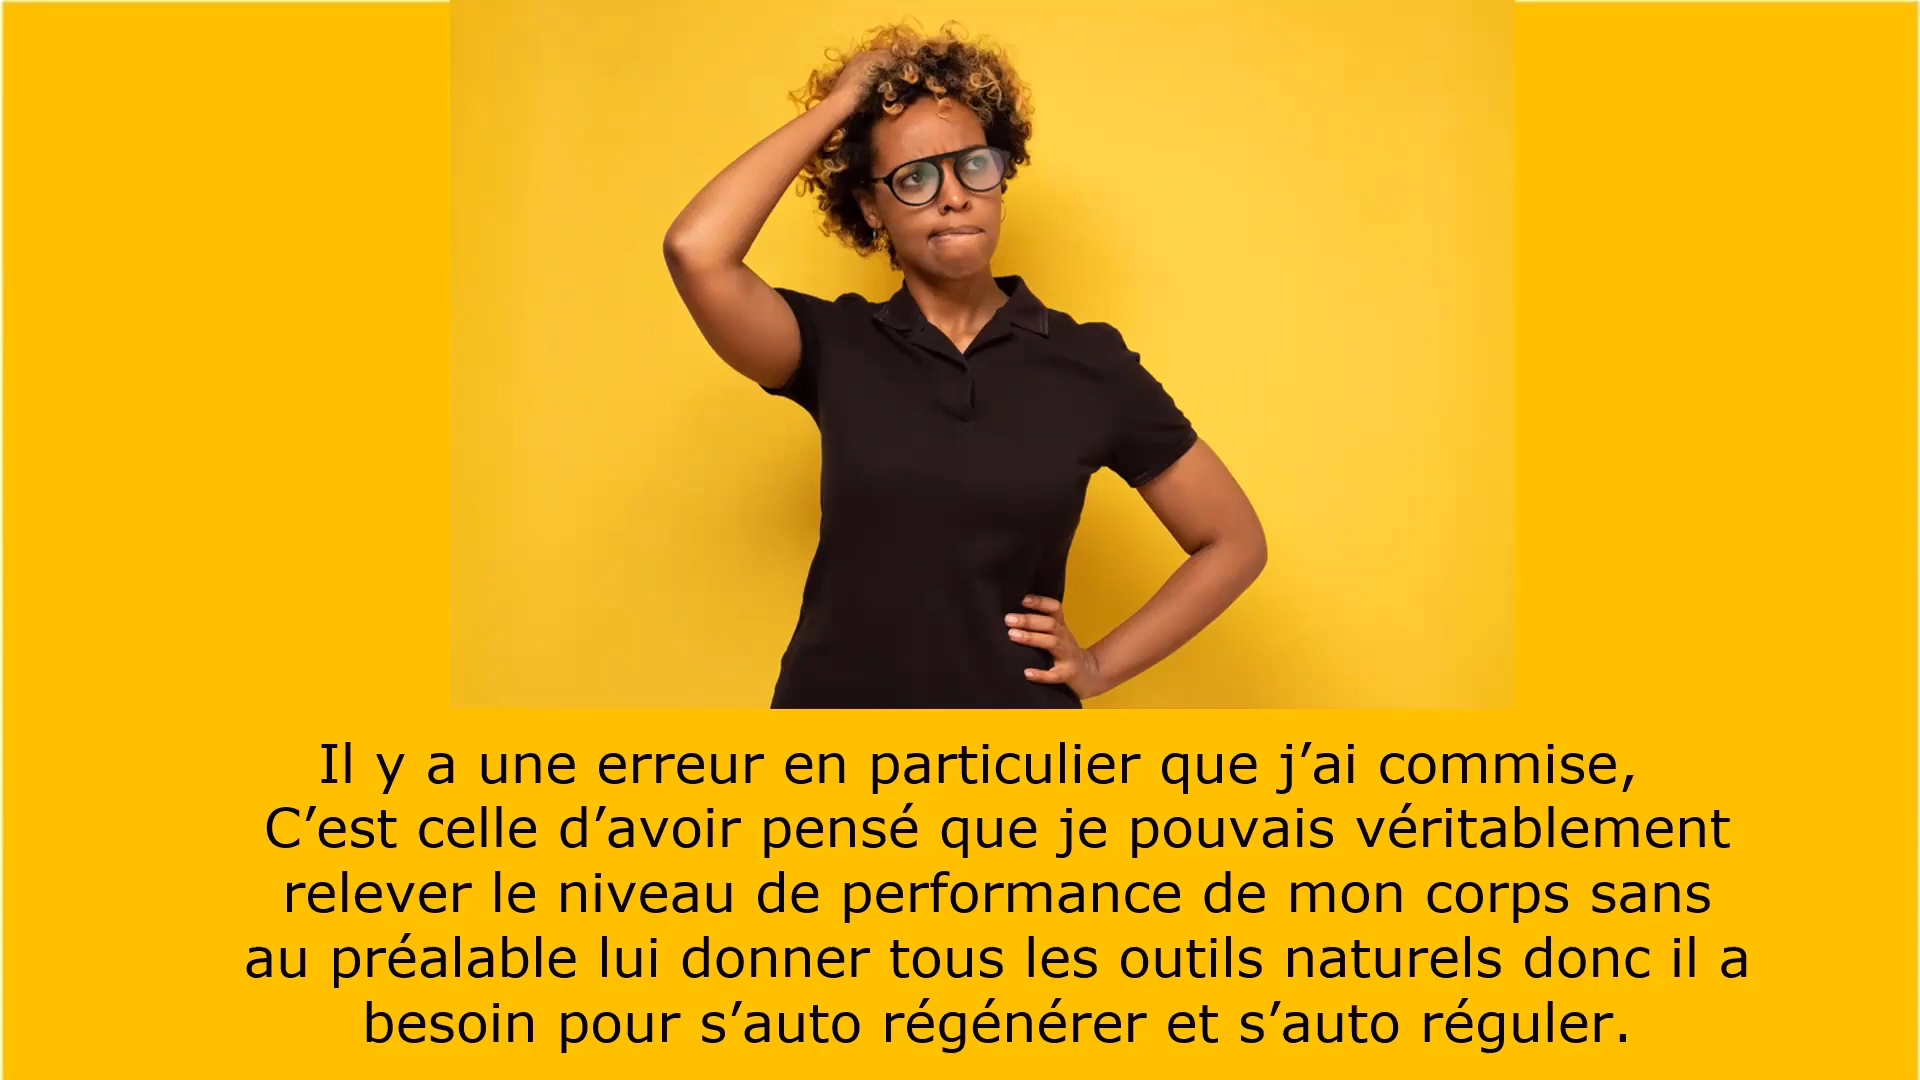 Il y a une erreur en particulier que j’ai commise,
C’est celle d’avoir pensé que je pouvais véritablement
relever le niveau de performance de mon corps sans
au préalable lui donner tous les outils naturels donc il a
besoin pour s’auto régénérer et s’auto réguler.